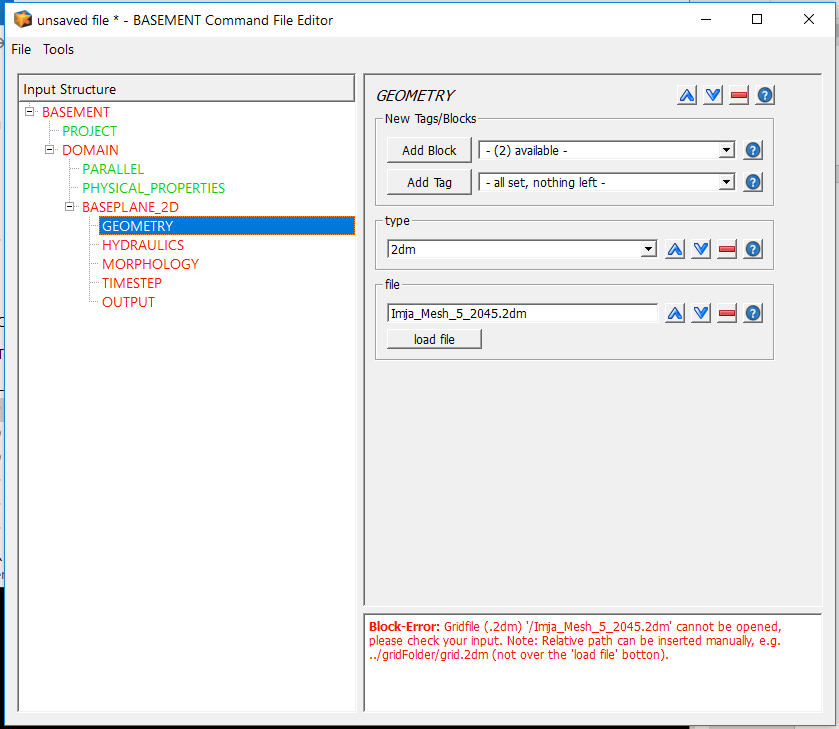 unsaved file * - BASEMENT Command File Editor
File Tools
Input Structure
BASEMENT
PROJECT
DOMAIN
PARALLEL
PHYSICAL_PROPERTIES
BASEPLANE_2D
GEOMETRY
HYDRAULICS
MORPHOLOGY
TIMESTEP
OUTPUT
GEOMETRY
New Tags/Blocks
Add Block - (2) available -
Add Tag - all set, nothing left -
type
2dm
file
Imja_Mesh_5_2045.2dm
load file
Block-Error: Gridfile (.2dm) '/Imja_Mesh_5_2045.2dm' cannot be opened,
please check your input. Note: Relative path can be inserted manually, e.g.
../gridFolder/grid.2dm (not over the 'load file' botton).